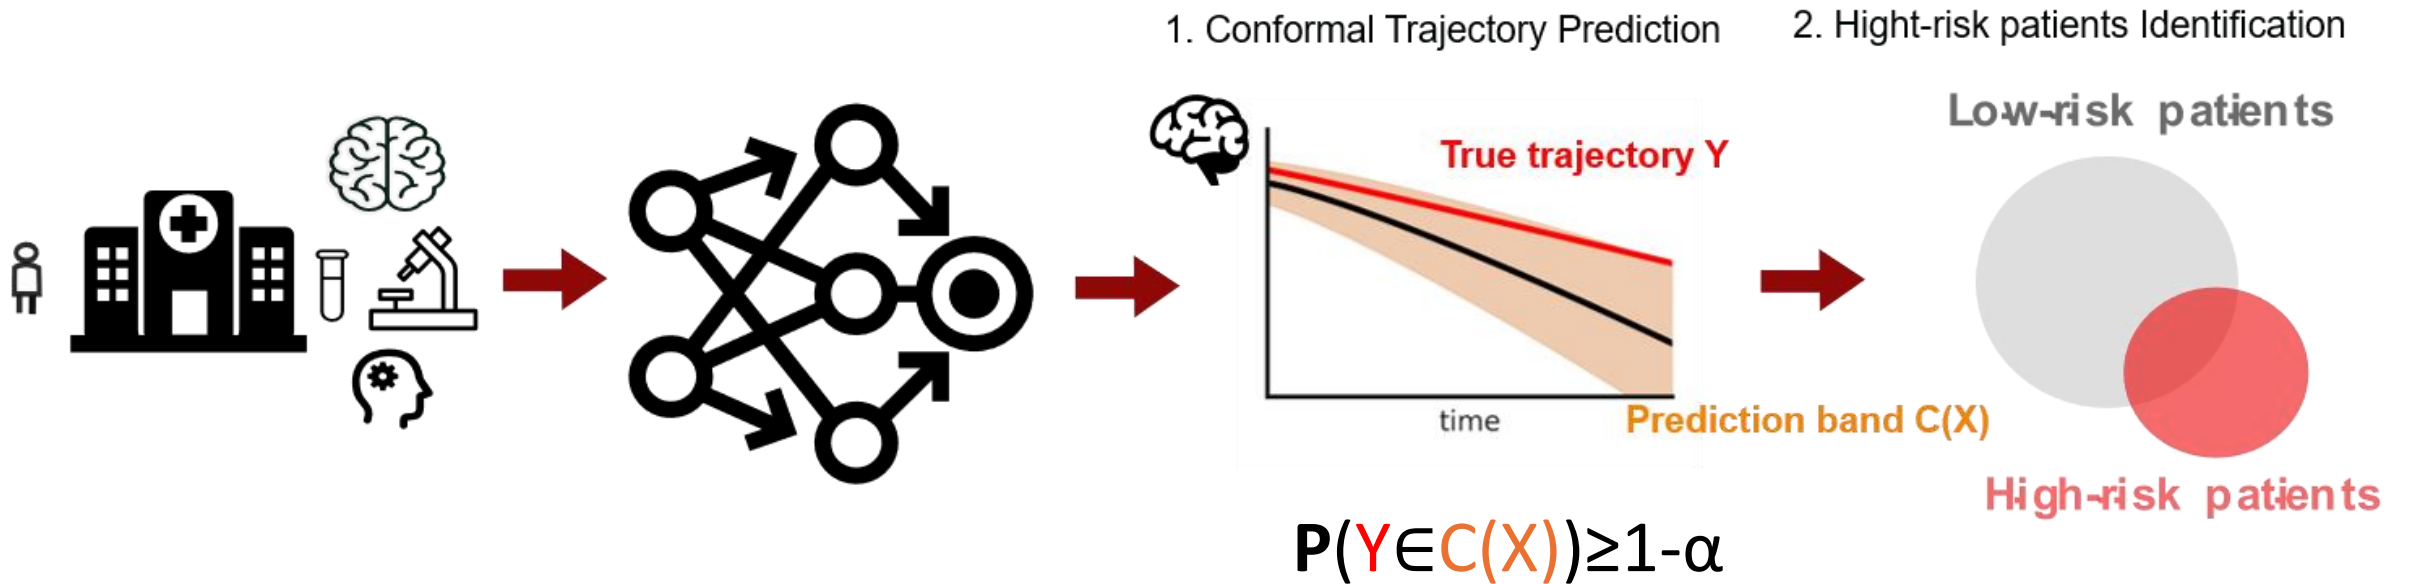 1. Conformal Trajectory Prediction
2. Hight-risk patients Identification
Low-risk patients
True trajectory Y
time
Prediction band C(X)
High-risk patients
P(Y∈C(X))≥1-α